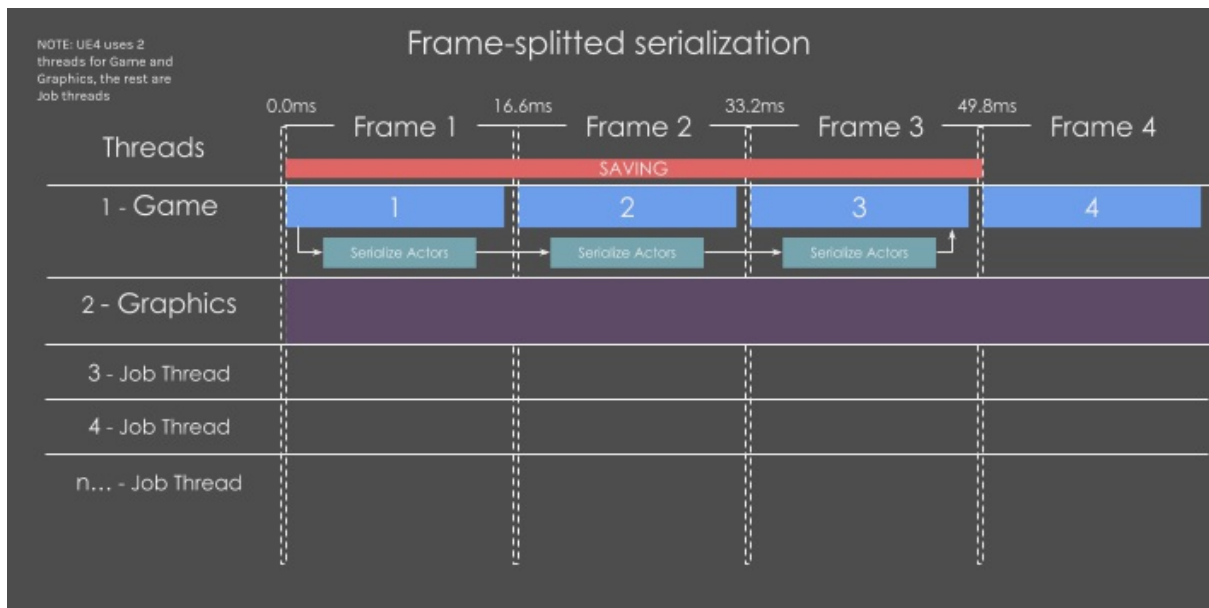 NOTE: UE4 uses 2
threads for Game and
Graphics, the rest are
Job threads
Frame-splitted serialization
0.0ms
16.6ms
33.2ms
49.8ms
Frame 1
Frame 2
Frame 3
Frame 4
Threads
SAVING
1 - Game
1
2
3
4
Serialize Actors
Serialize Actors
Serialize Actors
2 - Graphics
3 - Job Thread
4 - Job Thread
n... - Job Thread